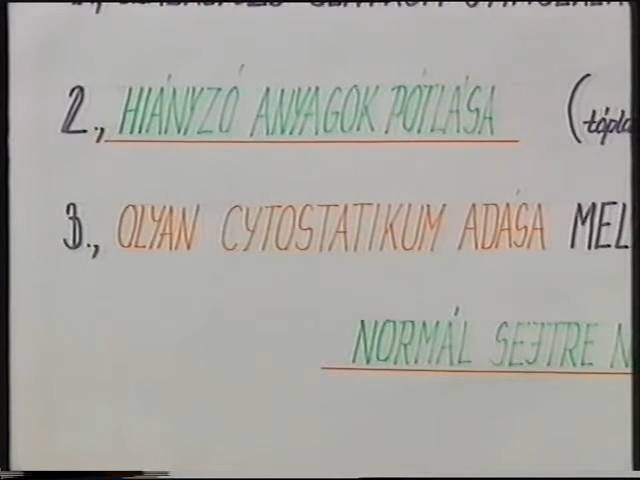 2., HIÁNYZÓ ANYAGOK PÓTLÁSA (tápla
3., OLYAN CYTOSTATIKUM ADÁSA MEL
NORMÁL SEJTRE N